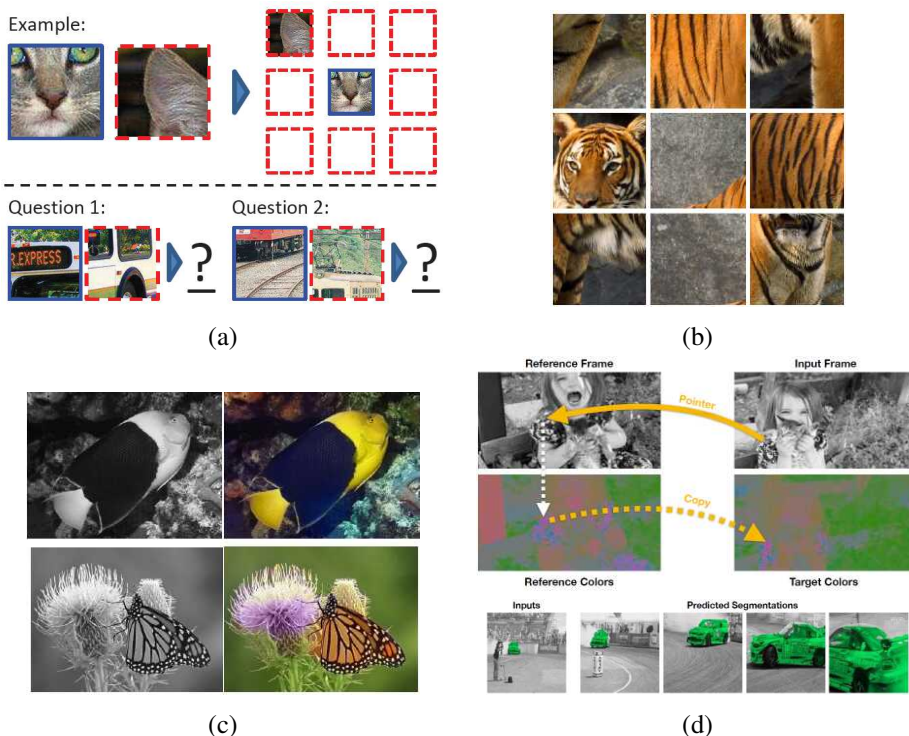 Example:
Question 1:
Question 2:
R.EXPRESS
?
?
(a)
(b)
Reference Frame
Input Frame
Pointer
Copy
Reference Colors
Target Colors
Inputs
Predicted Segmentations
(c)
(d)